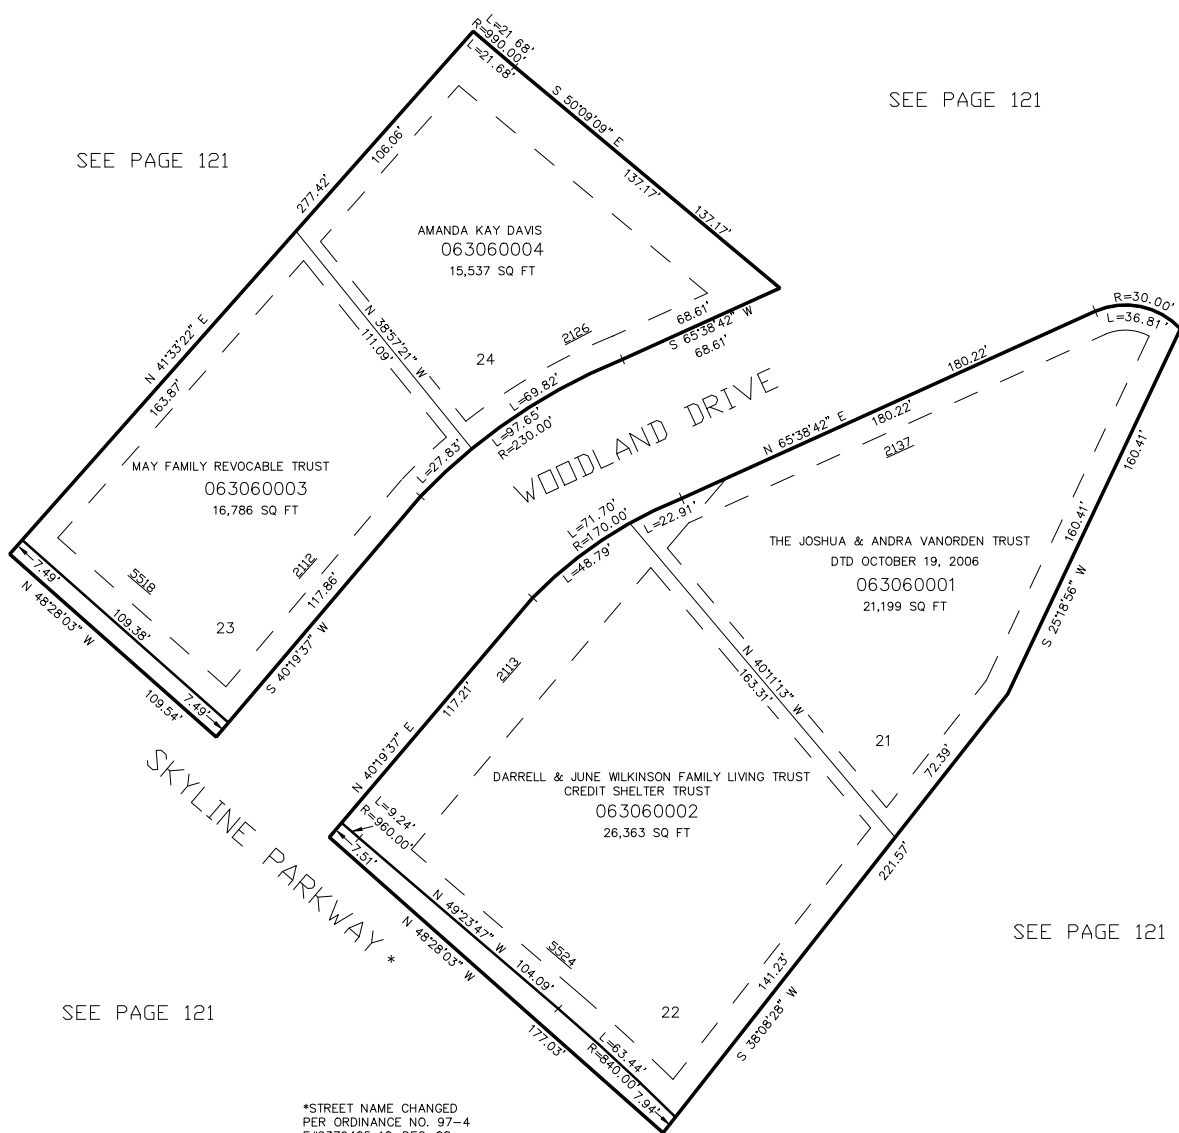 L=21.68'
R=990.00'
L=21.68'
S 50°09'09" E
137.17'
137.17'
SEE PAGE 121
SEE PAGE 121
106.06'
277.42'
AMANDA KAY DAVIS
063060004
15,537 SQ FT
N 38°57'21" W
111.09'
2126
24
68.61'
S 65°38'42" W
68.61'
L=69.82'
L=97.65'
R=230.00'
L=27.83'
N 41°33'22" E
163.87'
MAY FAMILY REVOCABLE TRUST
063060003
16,786 SQ FT
2112
5518
23
117.86'
S 40°19'37" W
7.49'
109.38'
7.49'
N 48°28'03" W
109.54'
WOODLAND DRIVE
R=30.00'
L=36.81'
180.22'
N 65°38'42" E
180.22'
2137
160.41'
160.41'
S 25°18'56" W
THE JOSHUA & ANDRA VANORDEN TRUST
DTD OCTOBER 19, 2006
063060001
21,199 SQ FT
L=71.70'
R=170.00'
L=22.91'
L=48.79'
N 40°11'13" W
163.31'
21
72.39'
221.57'
2113
117.21'
N 40°19'37" E
DARRELL & JUNE WILKINSON FAMILY LIVING TRUST
CREDIT SHELTER TRUST
063060002
26,363 SQ FT
L=9.24'
R=960.00'
7.51'
N 49°23'47" W
104.09'
N 48°28'03" W
177.03'
5524
22
L=63.44'
R=840.00'
7.94'
141.23'
S 38°08'28" W
SKYLINE PARKWAY *
SEE PAGE 121
SEE PAGE 121
*STREET NAME CHANGED
PER ORDINANCE NO. 97-4